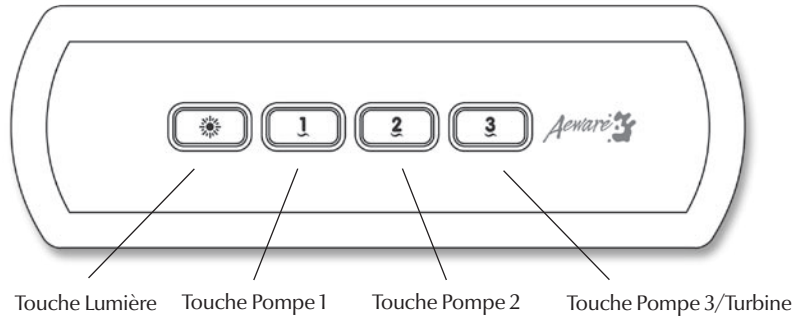 1 2 3 Aeware
Touche Lumière Touche Pompe 1 Touche Pompe 2 Touche Pompe 3/Turbine